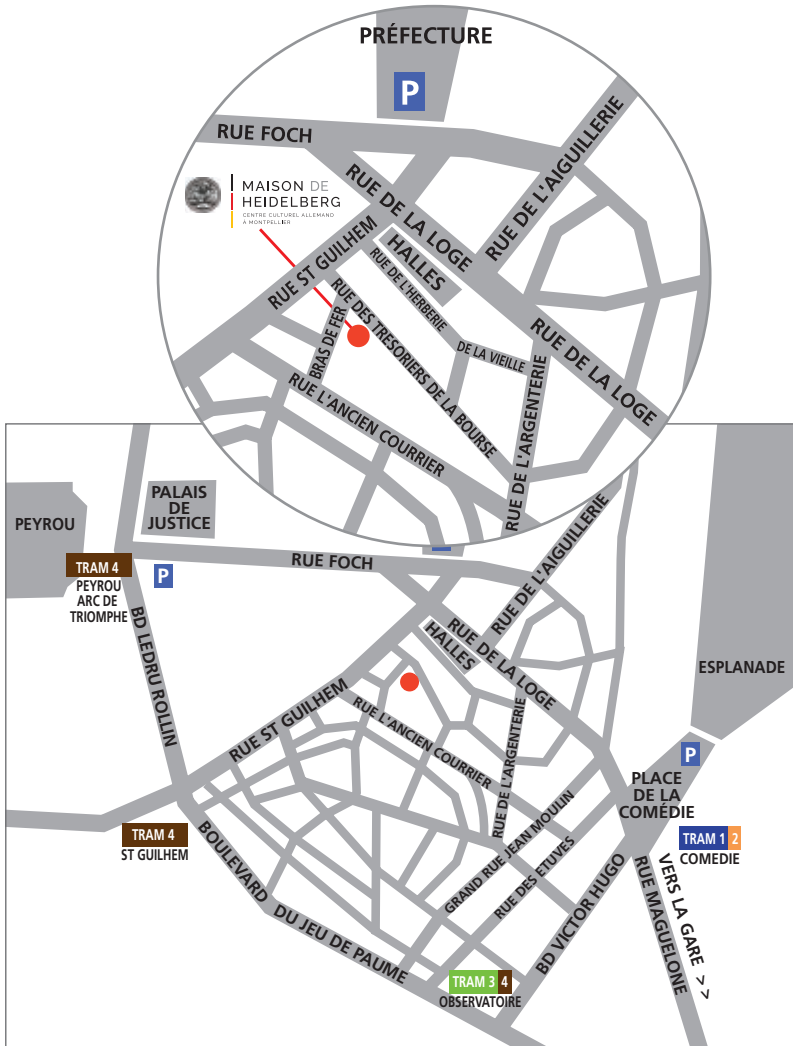 PRÉFECTURE
P
RUE FOCH
RUE DE L'AIGUILLERIE
MAISON DE
HEIDELBERG
CENTRE CULTUREL ALLEMAND
À MONTPELLIER
RUE DE LA LOGE
HALLES
RUE ST GUILHEM
RUE DE L'HERBERIE
RUE DES TRESORIERS DE LA BOURSE
BRAS DE FER
DE LA VIEILLE
RUE DE LA LOGE
RUE L'ANCIEN COURRIER
RUE DE L'ARGENTERIE
PEYROU
PALAIS
DE
JUSTICE
TRAM 4
PEYROU
ARC DE
TRIOMPHE
P
RUE FOCH
RUE DE L'AIGUILLERIE
BD LEDRU ROLLIN
HALLES
RUE DE LA LOGE
ESPLANADE
RUE ST GUILHEM
RUE L'ANCIEN COURRIER
RUE DE L'ARGENTERIE
P
PLACE
DE LA
COMÉDIE
TRAM 4
ST GUILHEM
TRAM 1 2
COMEDIE
BOULEVARD DU JEU DE PAUME
GRAND RUE JEAN MOULIN
RUE DES ETUVES
BD VICTOR HUGO
RUE MAGUELONE
VERS LA GARE >>
TRAM 3 4
OBSERVATOIRE